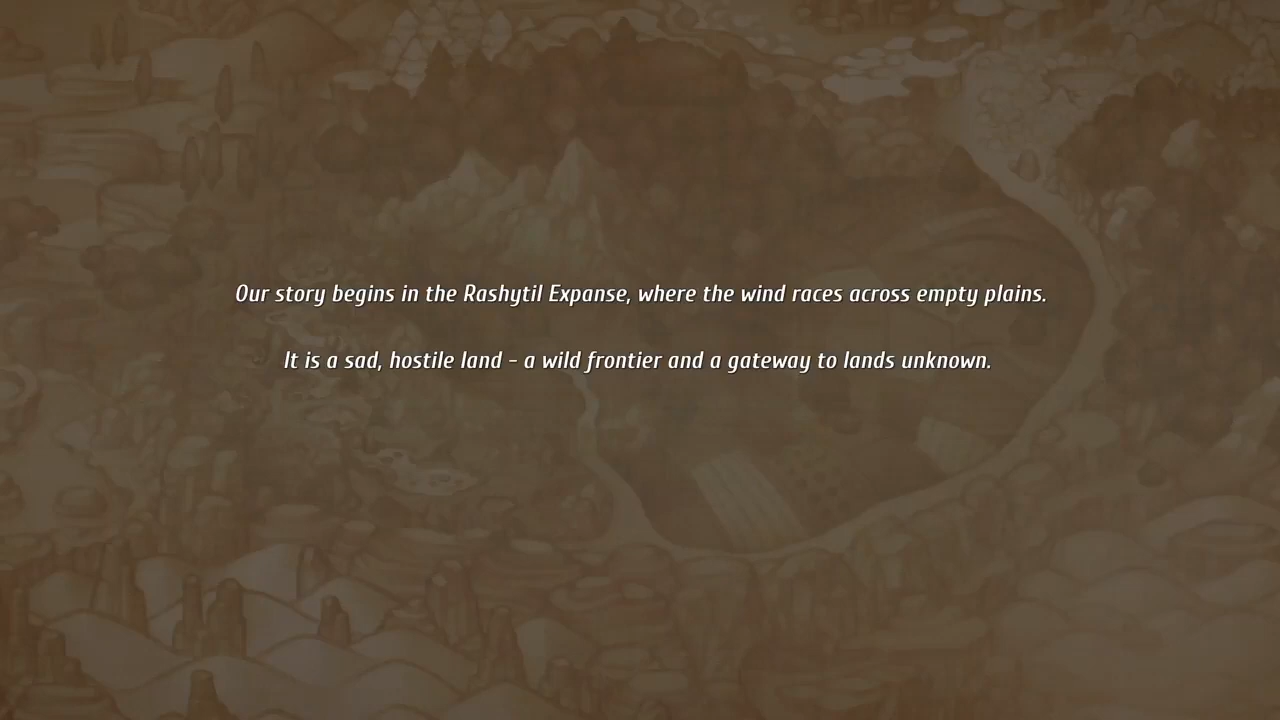 Our story begins in the Rashytil Expanse, where the wind races across empty plains.
It is a sad, hostile land - a wild frontier and a gateway to lands unknown.